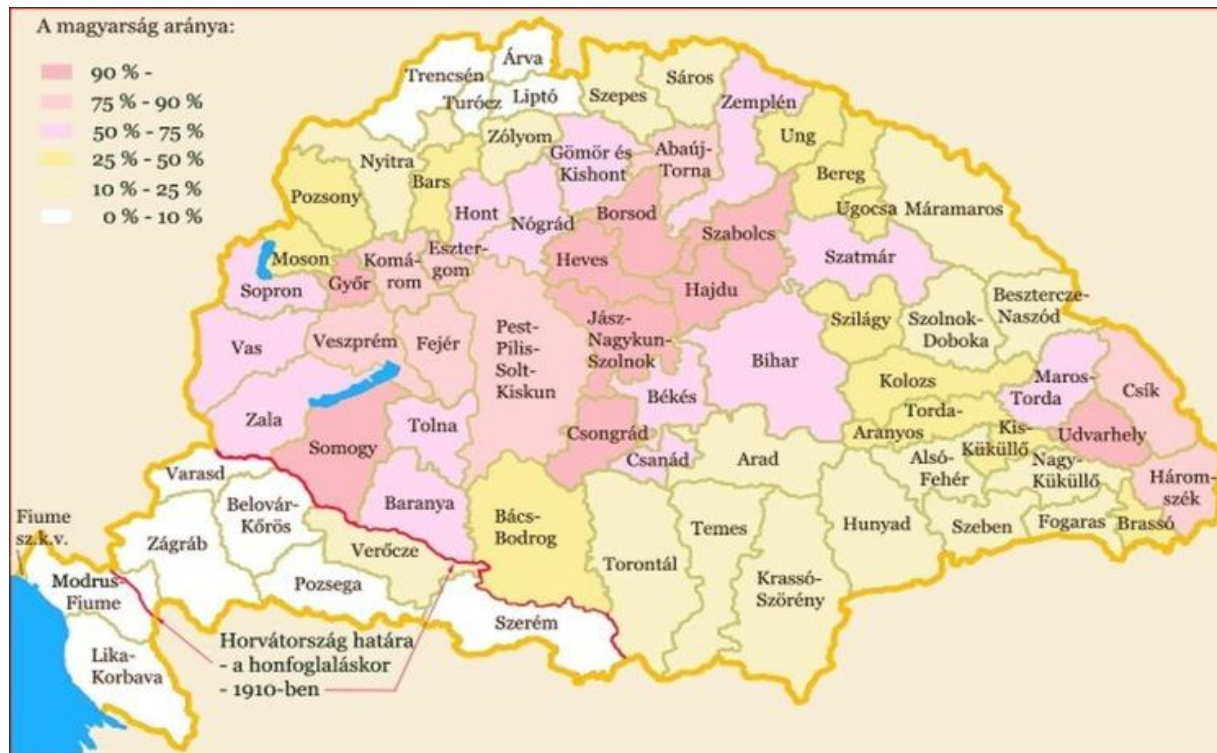 A magyarság aránya:
90 % -
75 % - 90 %
50 % - 75 %
25 % - 50 %
10 % - 25 %
0 % - 10 %
Árva
Trencsén
Turócz
Liptó
Szepes
Sáros
Zemplén
Ung
Nyitra
Zólyom
Gömör és
Kishont
Abaúj-
Torna
Bereg
Pozsony
Bars
Hont
Nógrád
Borsod
Ugocsa
Máramaros
Szabolcs
Moson
Komá-
rom
Eszter-
gom
Heves
Szatmár
Sopron
Győr
Hajdu
Vas
Veszprém
Fejér
Pest-
Pilis-
Solt-
Kiskun
Jász-
Nagykun-
Szolnok
Bihar
Szilágy
Szolnok-
Doboka
Besztercze-
Naszód
Zala
Somogy
Tolna
Békés
Kolozs
Maros-
Torda
Csík
Csongrád
Torda-
Aranyos
Kis-
Küküllő
Udvarhely
Csanád
Arad
Alsó-
Fehér
Nagy-
Küküllő
Három-
szék
Varasd
Baranya
Belovár-
Kőrös
Bács-
Bodrog
Temes
Hunyad
Szeben
Fogaras
Brassó
Fiume
sz.k.v.
Zágráb
Verőcze
Torontál
Krassó-
Szörény
Modrus-
Fiume
Pozsega
Szerém
Lika-
Korbava
Horvátország határa
- a honfoglaláskor
- 1910-ben